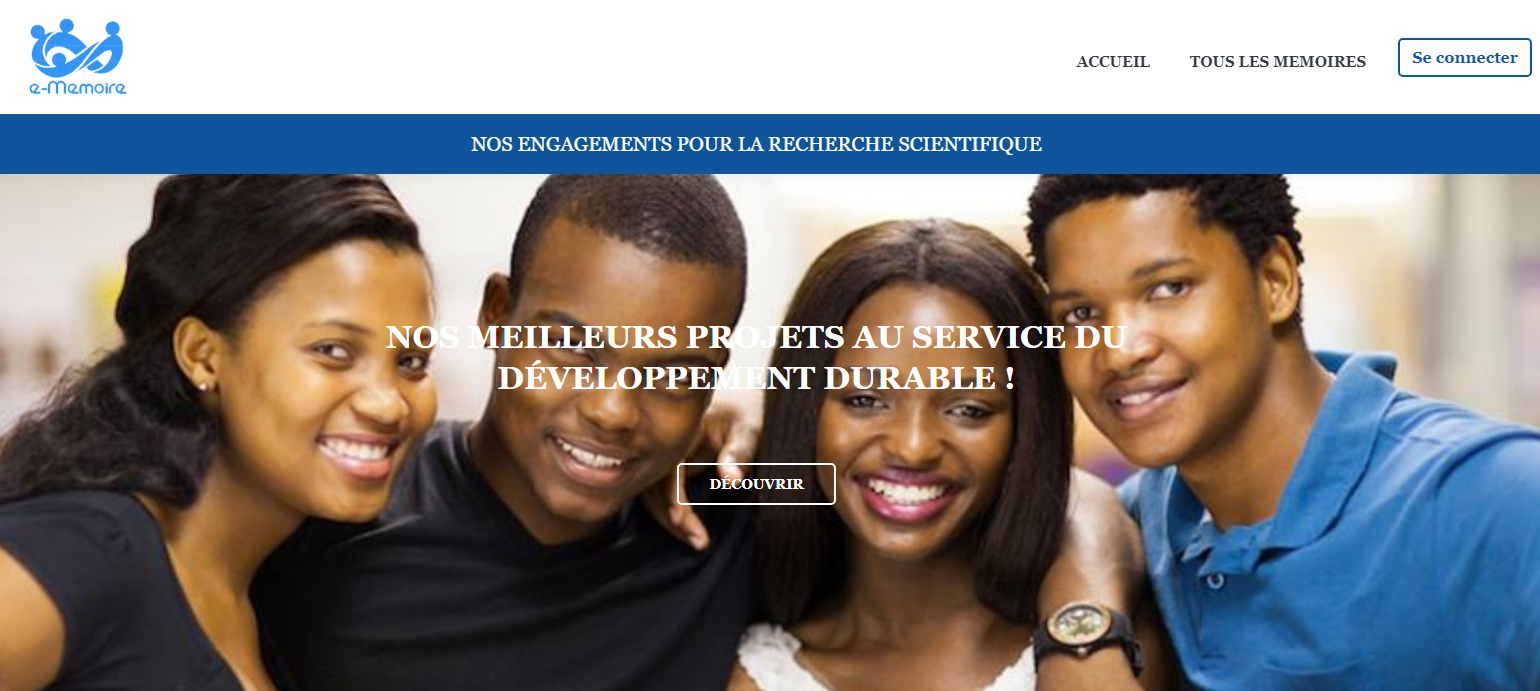 e-Memoire
ACCUEIL
TOUS LES MEMOIRES
Se connecter
NOS ENGAGEMENTS POUR LA RECHERCHE SCIENTIFIQUE
NOS MEILLEURS PROJETS AU SERVICE DU
DÉVELOPPEMENT DURABLE !
DÉCOUVRIR